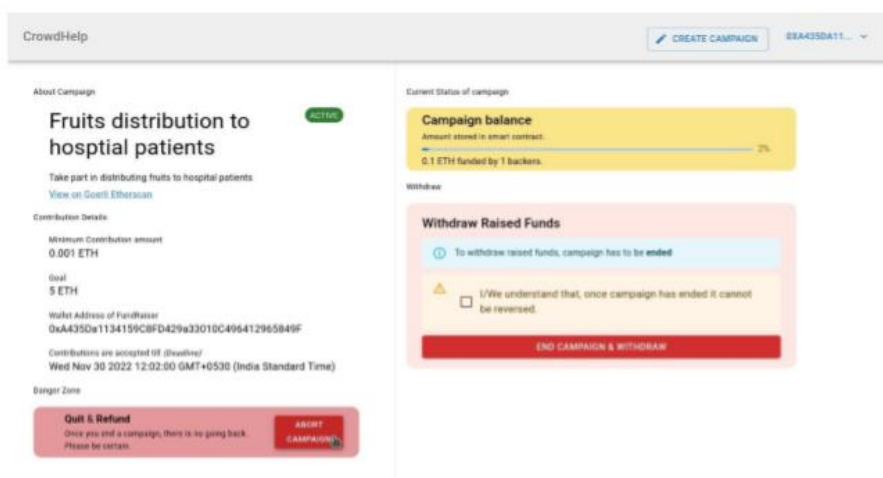 CrowdHelp
CREATE CAMPAIGN
0XA435DA11...
About Campaign
Fruits distribution to
hosptial patients
ACTIVE
Take part in distributing fruits to hospital patients
View on Goerli Etherscan
Contribution Details
Minimum Contribution amount
0.001 ETH
Goal
5 ETH
Wallet Address of FundRaiser
0xA435Da1134159C8FD429a33010C496412965849F
Contributions are accepted till (Deadline)
Wed Nov 30 2022 12:02:00 GMT+0530 (India Standard Time)
Danger Zone
Quit & Refund
Once you end a campaign, there is no going back.
Please be certain.
ABORT
CAMPAIGN
Current Status of campaign
Campaign balance
Amount stored in smart contract.
2%
0.1 ETH funded by 1 backers.
Withdraw
Withdraw Raised Funds
To withdraw raised funds, campaign has to be ended
I/We understand that, once campaign has ended it cannot
be reversed.
END CAMPAIGN & WITHDRAW